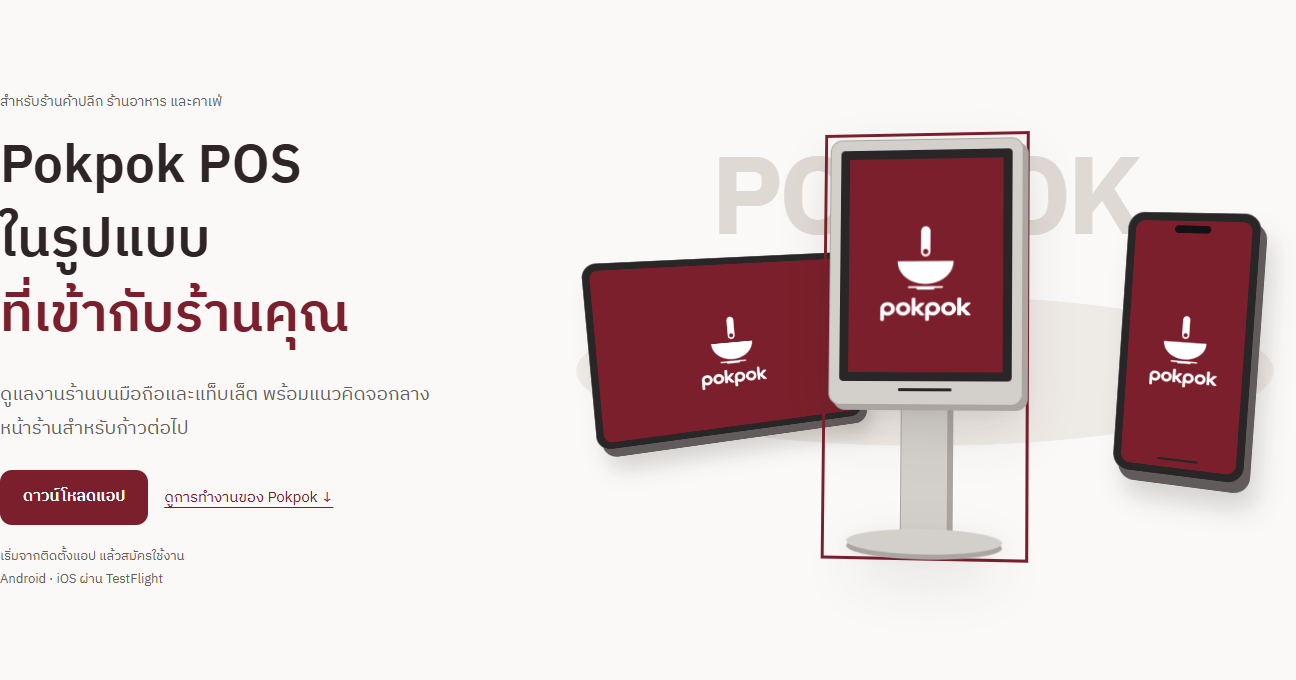 สำหรับร้านค้าปลีก ร้านอาหาร และคาเฟ่
Pokpok POS
ในรูปแบบ
ที่เข้ากับร้านคุณ
ดูแลงานร้านบนมือถือและแท็บเล็ต พร้อมแนวคิดจอกลาง
หน้าร้านสำหรับก้าวต่อไป
ดาวน์โหลดแอป
ดูการทำงานของ Pokpok ↓
เริ่มจากติดตั้งแอป แล้วสมัครใช้งาน
Android · iOS ผ่าน TestFlight
pokpok
pokpok
pokpok